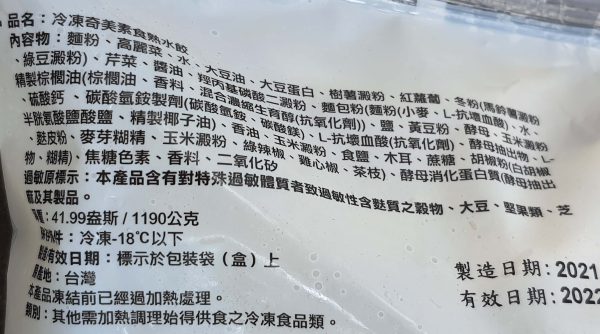 品名：冷凍奇美素食熟水餃
內容物：麵粉、高麗菜、水、大豆油、大豆蛋白、樹薯澱粉、紅蘿蔔、冬粉(馬鈴薯澱粉
、綠豆澱粉)、芹菜、醬油、羥丙基磷酸二澱粉、麵包粉(麵粉(小麥、L-抗壞血酸)、水、
精製棕櫚油(棕櫚油、香料、混合濃縮生育醇(抗氧化劑))、鹽、黃豆粉、酵母、玉米澱粉
、硫酸鈣、碳酸氫銨製劑(碳酸氫銨、碳酸鎂)、L-抗壞血酸(抗氧化劑)、酵母抽出物、L-
半胱氨酸鹽酸鹽、精製椰子油)、香油、玉米澱粉、食鹽、木耳、蔗糖、胡椒粉(白胡椒
、麩皮粉、麥芽糊精、玉米澱粉、綠辣椒、雞心椒、茶枝)、酵母消化蛋白質(酵母抽出
物、糊精)、焦糖色素、香料、二氧化矽
過敏原標示：本產品含有對特殊過敏體質者致過敏性含麩質之穀物、大豆、堅果類、芝
及其製品。
量：41.99盎斯 / 1190公克
件：冷凍-18℃以下
有效日期：標示於包裝袋（盒）上
產地：台灣
本產品凍結前已經過加熱處理。
類別：其他需加熱調理始得供食之冷凍食品類。
製造日期：2021
有效日期：2022